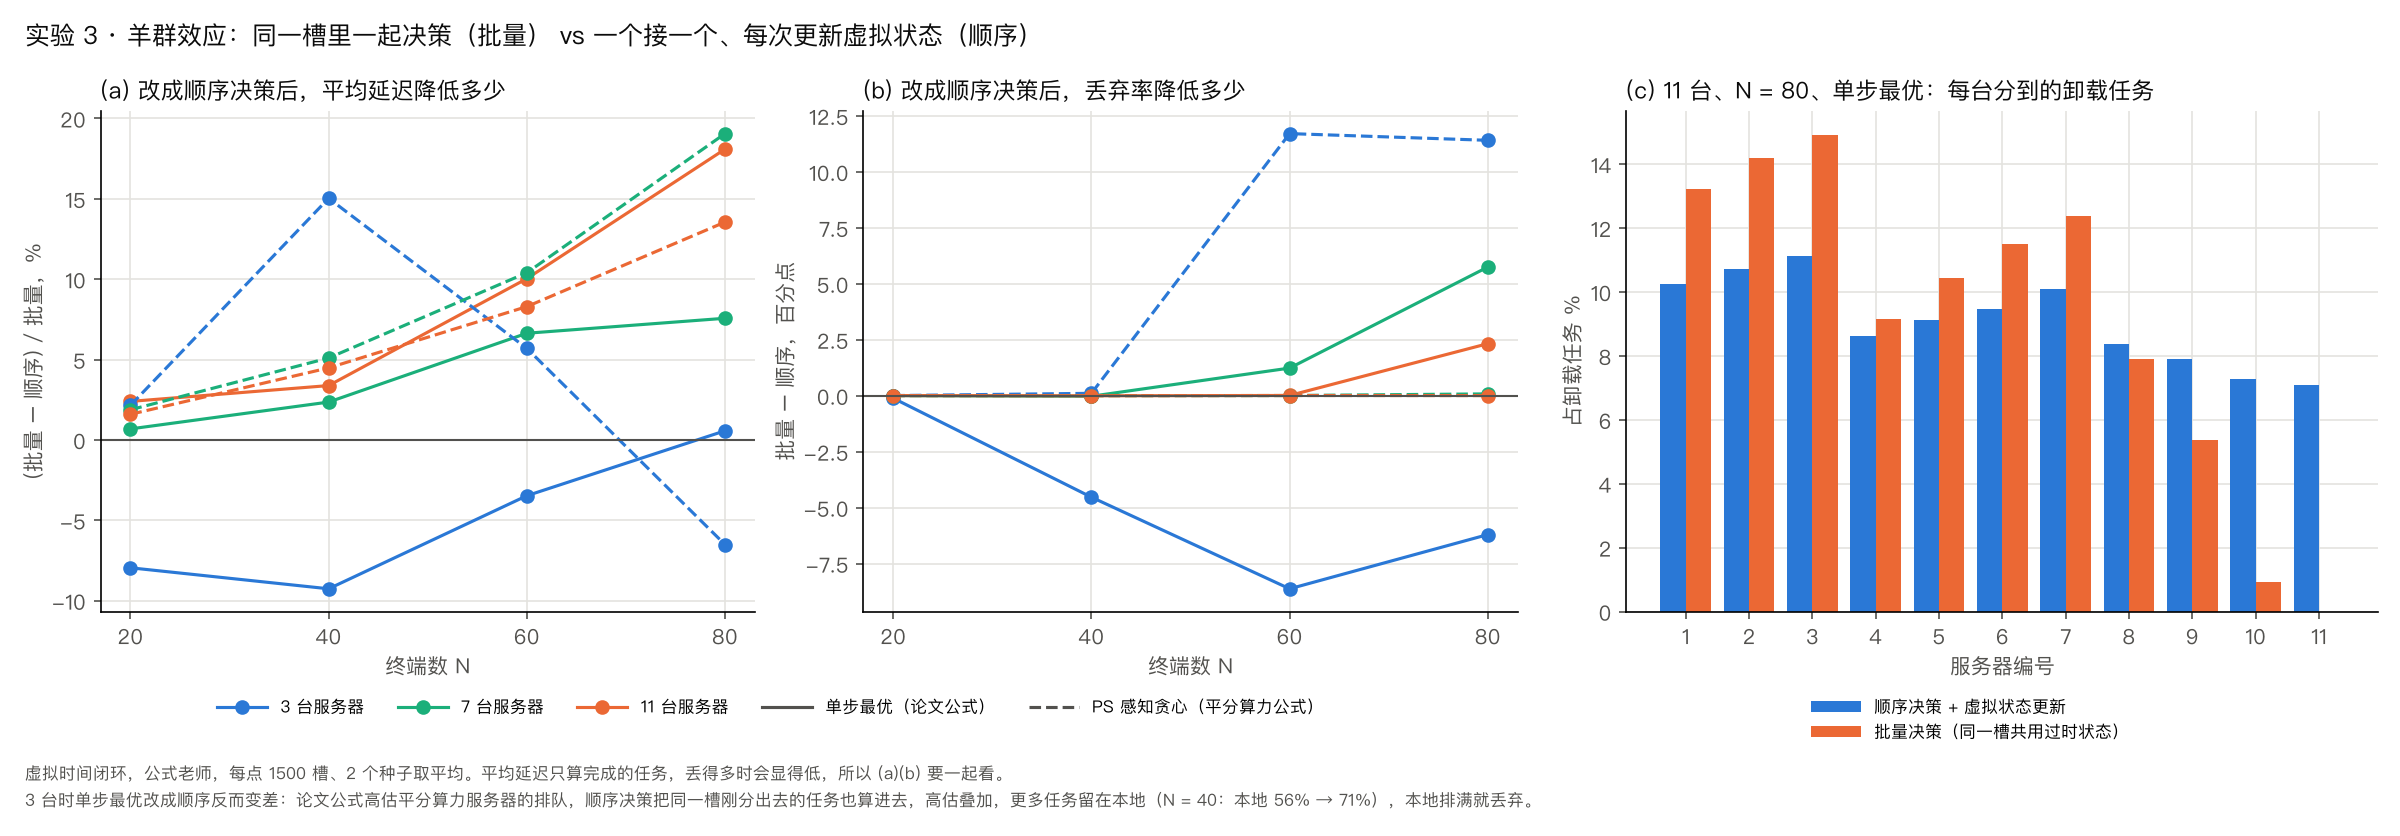 实验 3 · 羊群效应：同一槽里一起决策（批量） vs 一个接一个、每次更新虚拟状态（顺序）
(a) 改成顺序决策后，平均延迟降低多少
(批量 − 顺序) / 批量，%
20
15
10
5
0
−5
−10
20 40 60 80
终端数 N
(b) 改成顺序决策后，丢弃率降低多少
批量 − 顺序，百分点
12.5
10.0
7.5
5.0
2.5
0.0
−2.5
−5.0
−7.5
20 40 60 80
终端数 N
3 台服务器 7 台服务器 11 台服务器 单步最优（论文公式） PS 感知贪心（平分算力公式）
(c) 11 台、N = 80、单步最优：每台分到的卸载任务
占卸载任务 %
14
12
10
8
6
4
2
0
1 2 3 4 5 6 7 8 9 10 11
服务器编号
顺序决策 + 虚拟状态更新
批量决策（同一槽共用过时状态）
虚拟时间闭环，公式老师，每点 1500 槽、2 个种子取平均。平均延迟只算完成的任务，丢得多时会显得低，所以 (a)(b) 要一起看。
3 台时单步最优改成顺序反而变差：论文公式高估平分算力服务器的排队，顺序决策把同一槽刚分出去的任务也算进去，高估叠加，更多任务留在本地（N = 40：本地 56% → 71%），本地排满就丢弃。